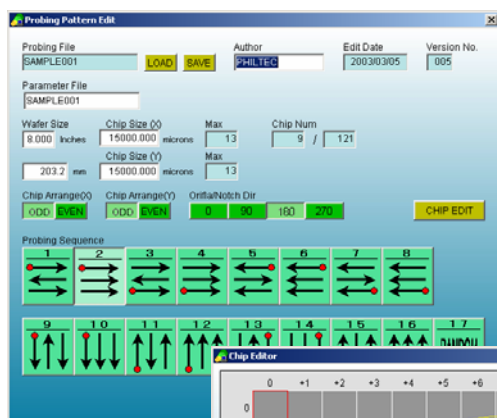 Probing Pattern Edit
Probing File Author Edit Date Version No.
SAMPLE001 LOAD SAVE PHILTEC 2003/03/05 005
Parameter File
SAMPLE001
Wafer Size Chip Size (X) Max Chip Num
8.000 Inches 15000.000 microns 13 9 / 121
Chip Size (Y) Max
203.2 mm 15000.000 microns 13
Chip Arrange(X) Chip Arrange(Y) Orifla/Notch Dir
ODD EVEN ODD EVEN 0 90 180 270 CHIP EDIT
Probing Sequence
1 2 3 4 5 6 7 8
9 10 11 12 13 14 15 16 17
RANDOM
Chip Editor
0 +1 +2 +3 +4 +5 +6
0